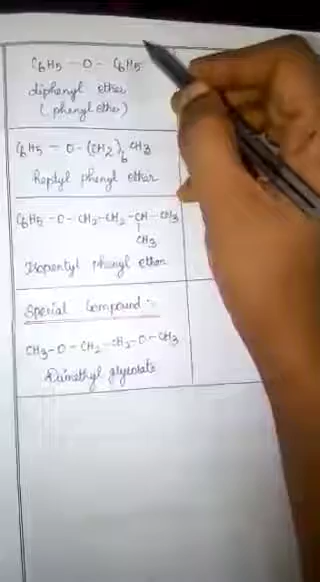 C6H5 - O - C6H5
diphenyl ether
( phenyl ether )
C6H5 - O - (CH2)6 CH3
Heptyl phenyl ether
C6H5 - O - CH2 - CH2 - CH - CH3
CH3
Isopentyl phenyl ether
Special Compound :-
CH3 - O - CH2 - CH2 - O - CH3
Dimethyl